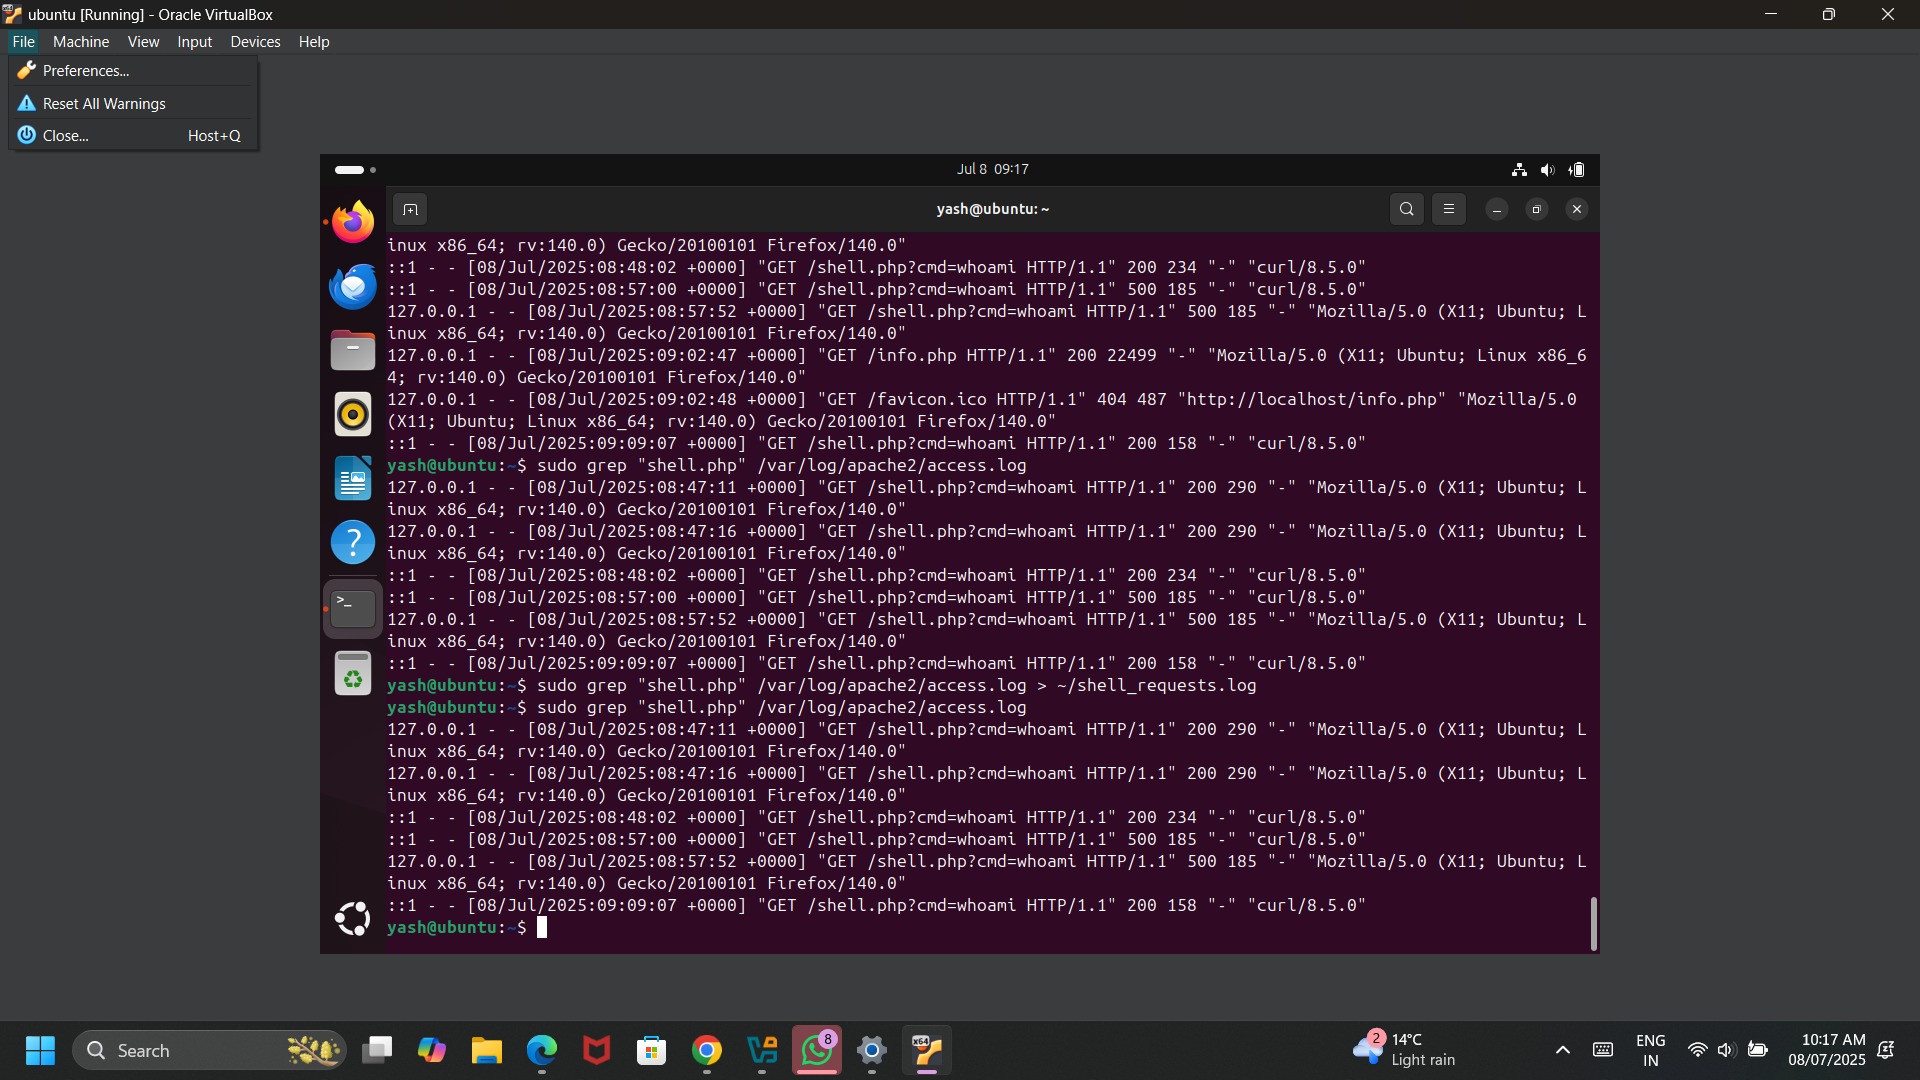 ubuntu [Running] - Oracle VirtualBox
File Machine View Input Devices Help
Preferences...
Reset All Warnings
Close... Host+Q
Jul 8 09:17
yash@ubuntu: ~
inux x86_64; rv:140.0) Gecko/20100101 Firefox/140.0"
::1 - - [08/Jul/2025:08:48:02 +0000] "GET /shell.php?cmd=whoami HTTP/1.1" 200 234 "-" "curl/8.5.0"
::1 - - [08/Jul/2025:08:57:00 +0000] "GET /shell.php?cmd=whoami HTTP/1.1" 500 185 "-" "curl/8.5.0"
127.0.0.1 - - [08/Jul/2025:08:57:52 +0000] "GET /shell.php?cmd=whoami HTTP/1.1" 500 185 "-" "Mozilla/5.0 (X11; Ubuntu; L
inux x86_64; rv:140.0) Gecko/20100101 Firefox/140.0"
127.0.0.1 - - [08/Jul/2025:09:02:47 +0000] "GET /info.php HTTP/1.1" 200 22499 "-" "Mozilla/5.0 (X11; Ubuntu; Linux x86_6
4; rv:140.0) Gecko/20100101 Firefox/140.0"
127.0.0.1 - - [08/Jul/2025:09:02:48 +0000] "GET /favicon.ico HTTP/1.1" 404 487 "http://localhost/info.php" "Mozilla/5.0
(X11; Ubuntu; Linux x86_64; rv:140.0) Gecko/20100101 Firefox/140.0"
::1 - - [08/Jul/2025:09:09:07 +0000] "GET /shell.php?cmd=whoami HTTP/1.1" 200 158 "-" "curl/8.5.0"
yash@ubuntu:~$ sudo grep "shell.php" /var/log/apache2/access.log
127.0.0.1 - - [08/Jul/2025:08:47:11 +0000] "GET /shell.php?cmd=whoami HTTP/1.1" 200 290 "-" "Mozilla/5.0 (X11; Ubuntu; L
inux x86_64; rv:140.0) Gecko/20100101 Firefox/140.0"
127.0.0.1 - - [08/Jul/2025:08:47:16 +0000] "GET /shell.php?cmd=whoami HTTP/1.1" 200 290 "-" "Mozilla/5.0 (X11; Ubuntu; L
inux x86_64; rv:140.0) Gecko/20100101 Firefox/140.0"
::1 - - [08/Jul/2025:08:48:02 +0000] "GET /shell.php?cmd=whoami HTTP/1.1" 200 234 "-" "curl/8.5.0"
::1 - - [08/Jul/2025:08:57:00 +0000] "GET /shell.php?cmd=whoami HTTP/1.1" 500 185 "-" "curl/8.5.0"
127.0.0.1 - - [08/Jul/2025:08:57:52 +0000] "GET /shell.php?cmd=whoami HTTP/1.1" 500 185 "-" "Mozilla/5.0 (X11; Ubuntu; L
inux x86_64; rv:140.0) Gecko/20100101 Firefox/140.0"
::1 - - [08/Jul/2025:09:09:07 +0000] "GET /shell.php?cmd=whoami HTTP/1.1" 200 158 "-" "curl/8.5.0"
yash@ubuntu:~$ sudo grep "shell.php" /var/log/apache2/access.log > ~/shell_requests.log
yash@ubuntu:~$ sudo grep "shell.php" /var/log/apache2/access.log
127.0.0.1 - - [08/Jul/2025:08:47:11 +0000] "GET /shell.php?cmd=whoami HTTP/1.1" 200 290 "-" "Mozilla/5.0 (X11; Ubuntu; L
inux x86_64; rv:140.0) Gecko/20100101 Firefox/140.0"
127.0.0.1 - - [08/Jul/2025:08:47:16 +0000] "GET /shell.php?cmd=whoami HTTP/1.1" 200 290 "-" "Mozilla/5.0 (X11; Ubuntu; L
inux x86_64; rv:140.0) Gecko/20100101 Firefox/140.0"
::1 - - [08/Jul/2025:08:48:02 +0000] "GET /shell.php?cmd=whoami HTTP/1.1" 200 234 "-" "curl/8.5.0"
::1 - - [08/Jul/2025:08:57:00 +0000] "GET /shell.php?cmd=whoami HTTP/1.1" 500 185 "-" "curl/8.5.0"
127.0.0.1 - - [08/Jul/2025:08:57:52 +0000] "GET /shell.php?cmd=whoami HTTP/1.1" 500 185 "-" "Mozilla/5.0 (X11; Ubuntu; L
inux x86_64; rv:140.0) Gecko/20100101 Firefox/140.0"
::1 - - [08/Jul/2025:09:09:07 +0000] "GET /shell.php?cmd=whoami HTTP/1.1" 200 158 "-" "curl/8.5.0"
yash@ubuntu:~$
Search
8
x64
2
14°C
Light rain
ENG
IN
10:17 AM
08/07/2025